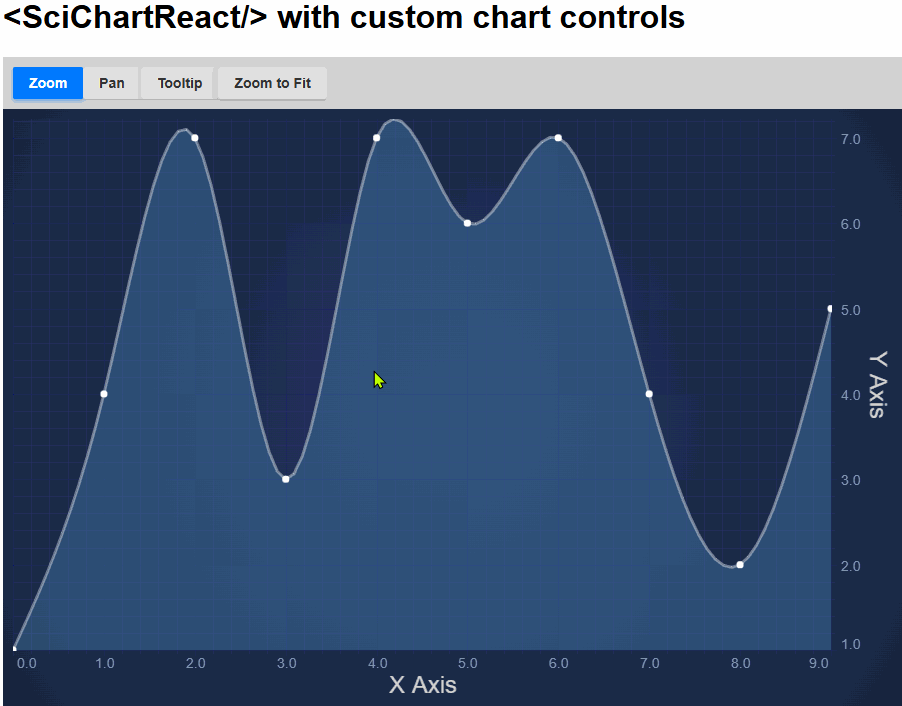 <SciChartReact/> with custom chart controls
Zoom Pan Tooltip Zoom to Fit
7.0
6.0
5.0
4.0
3.0
2.0
1.0
Y Axis
0.0 1.0 2.0 3.0 4.0 5.0 6.0 7.0 8.0 9.0
X Axis